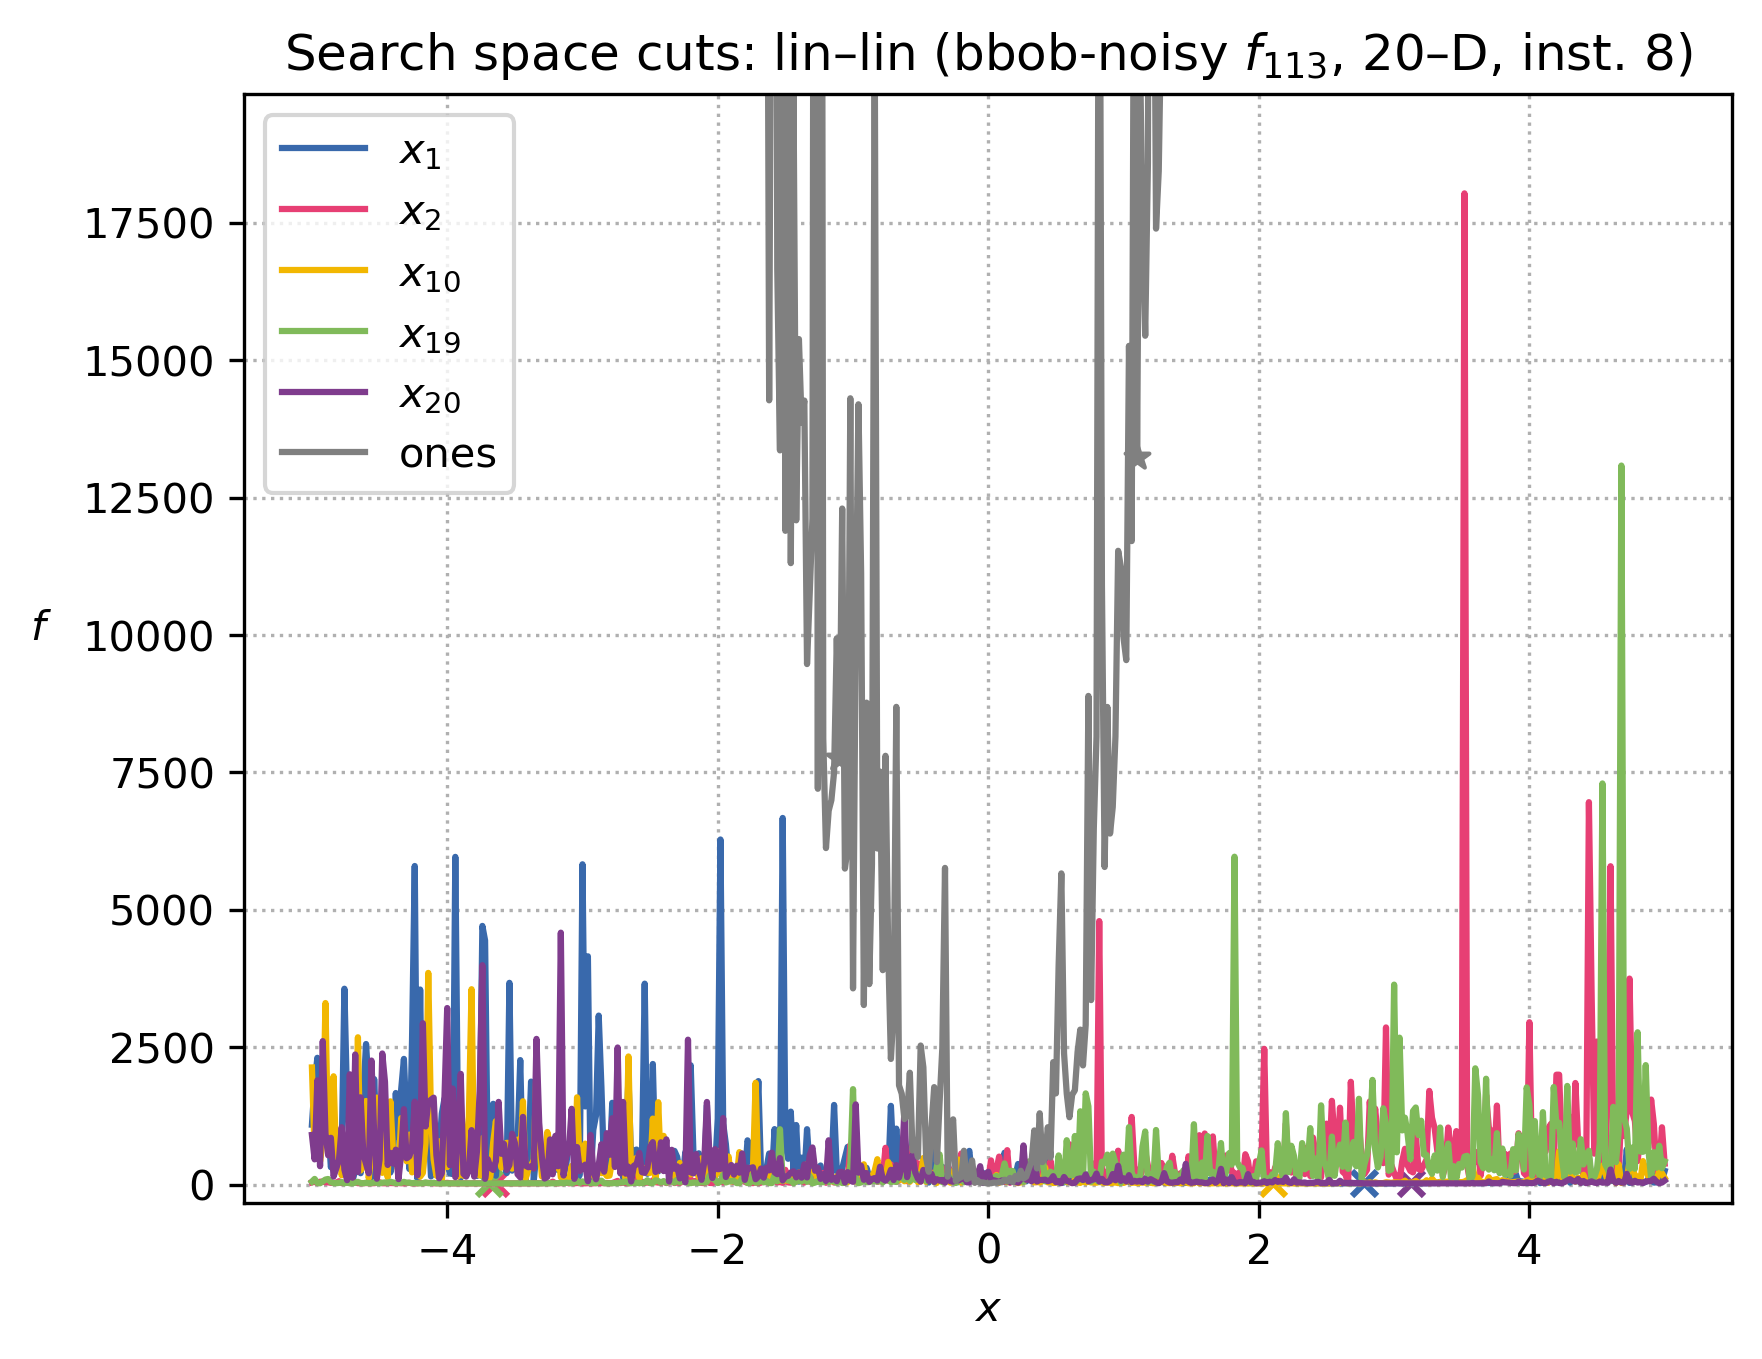 Search space cuts: lin–lin (bbob-noisy f₁₁₃, 20–D, inst. 8)
x₁
x₂
x₁₀
x₁₉
x₂₀
ones
17500
15000
12500
10000
7500
5000
2500
0
f
−4
−2
0
2
4
x